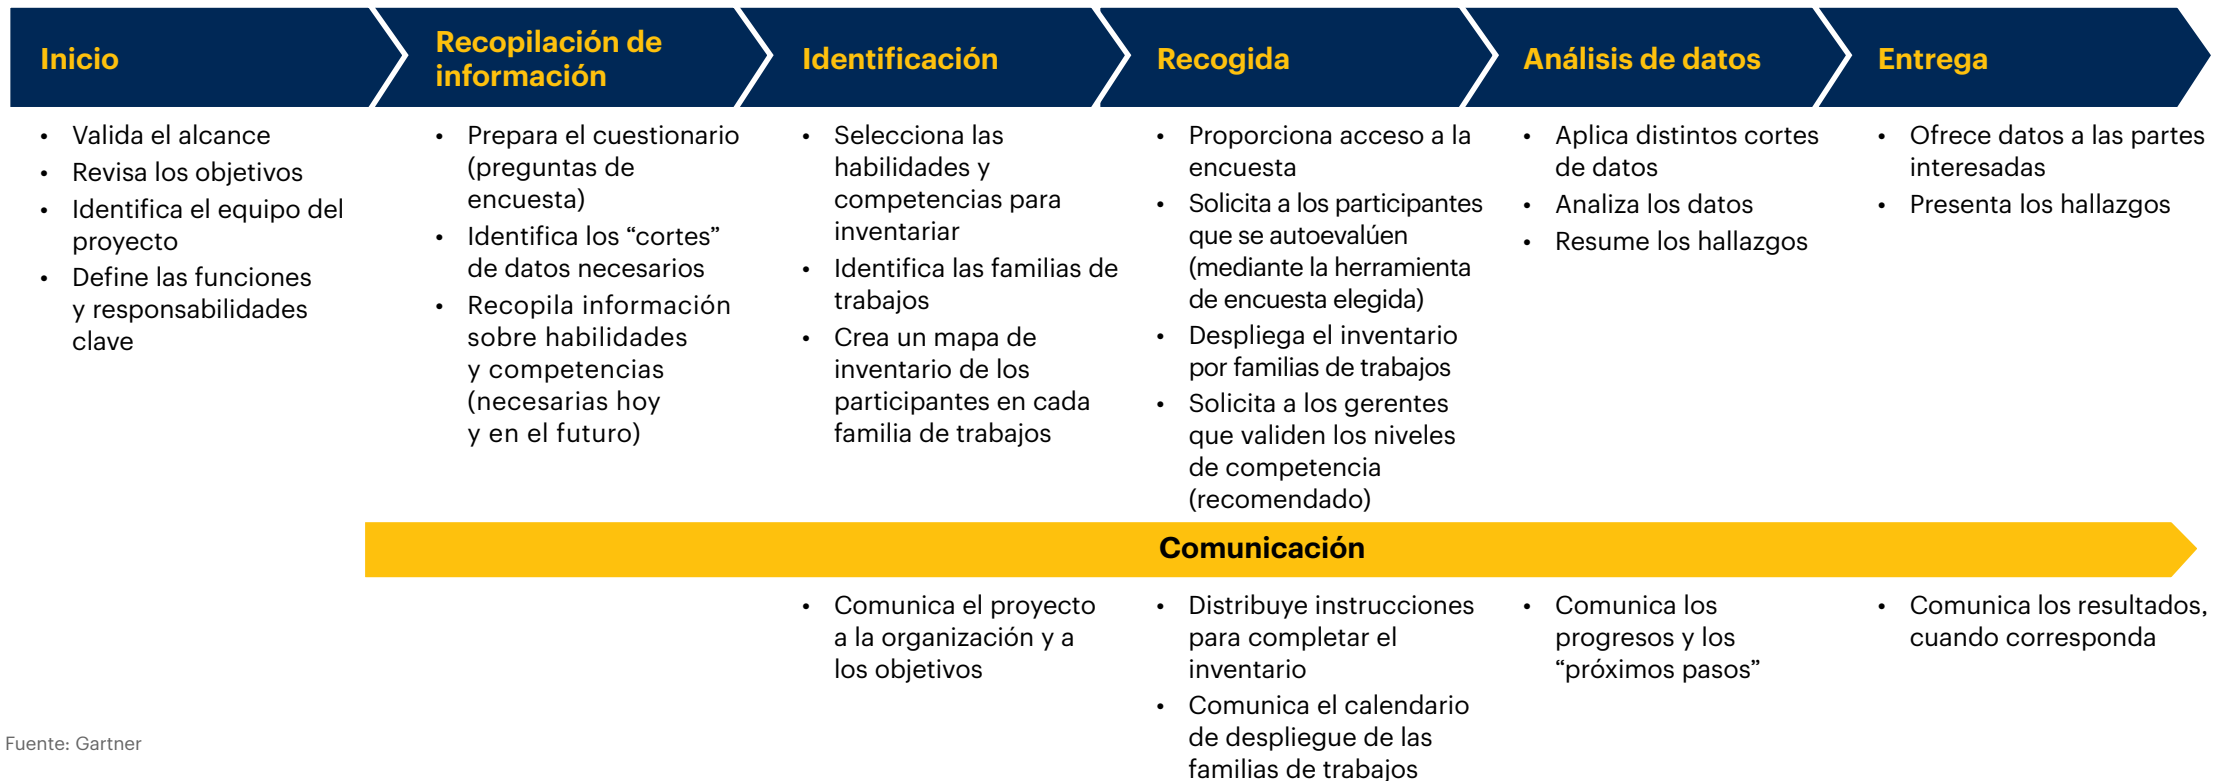 Inicio
Recopilación de
información
Identificación
Recogida
Análisis de datos
Entrega
• Valida el alcance
• Revisa los objetivos
• Identifica el equipo del
proyecto
• Define las funciones
y responsabilidades
clave
• Prepara el cuestionario
(preguntas de
encuesta)
• Identifica los “cortes”
de datos necesarios
• Recopila información
sobre habilidades
y competencias
(necesarias hoy
y en el futuro)
• Selecciona las
habilidades y
competencias para
inventariar
• Identifica las familias de
trabajos
• Crea un mapa de
inventario de los
participantes en cada
familia de trabajos
• Proporciona acceso a la
encuesta
• Solicita a los participantes
que se autoevalúen
(mediante la herramienta
de encuesta elegida)
• Despliega el inventario
por familias de trabajos
• Solicita a los gerentes
que validen los niveles
de competencia
(recomendado)
• Aplica distintos cortes
de datos
• Analiza los datos
• Resume los hallazgos
• Ofrece datos a las partes
interesadas
• Presenta los hallazgos
Comunicación
• Comunica el proyecto
a la organización y a
los objetivos
• Distribuye instrucciones
para completar el
inventario
• Comunica el calendario
de despliegue de las
familias de trabajos
• Comunica los
progresos y los
“próximos pasos”
• Comunica los resultados,
cuando corresponda
Fuente: Gartner